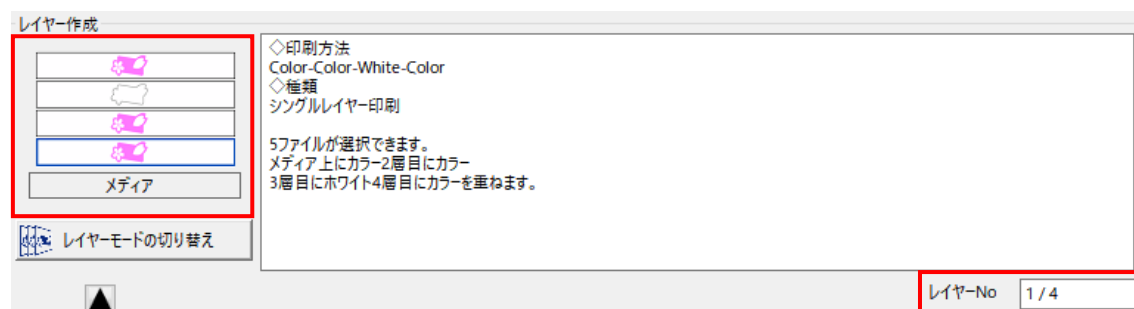 レイヤー作成
メディア
レイヤーモードの切り替え
◇印刷方法
Color-Color-White-Color
◇種類
シングルレイヤー印刷
5ファイルが選択できます。
メディア上にカラー2層目にカラー
3層目にホワイト4層目にカラーを重ねます。
レイヤーNo
1 / 4